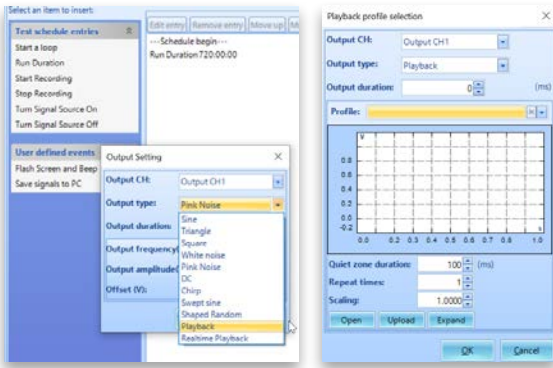 Select an item to insert:
Test schedule entries
Start a loop
Run Duration
Start Recording
Stop Recording
Turn Signal Source On
Turn Signal Source Off
User defined events
Flash Screen and Beep
Save signals to PC
Edit entry Remove entry Move up
---Schedule begin---
Run Duration 720:00:00
Output Setting
Output CH: Output CH1
Output type: Pink Noise
Output duration:
Output frequency(
Output amplitude(
Offset (V):
Sine
Triangle
Square
White noise
Pink Noise
DC
Chirp
Swept sine
Shaped Random
Playback
Realtime Playback
Playback profile selection
Output CH: Output CH1
Output type: Playback
Output duration: 0 (ms)
Profile:
V
0.8
0.6
0.4
0.2
0.0
-0.2
0.0 0.2 0.3 0.4 0.5 0.6 0.7 0.8 1.0
s
Quiet zone duration: 100 (ms)
Repeat times: 1
Scaling: 1.0000
Open Upload Expand
OK Cancel